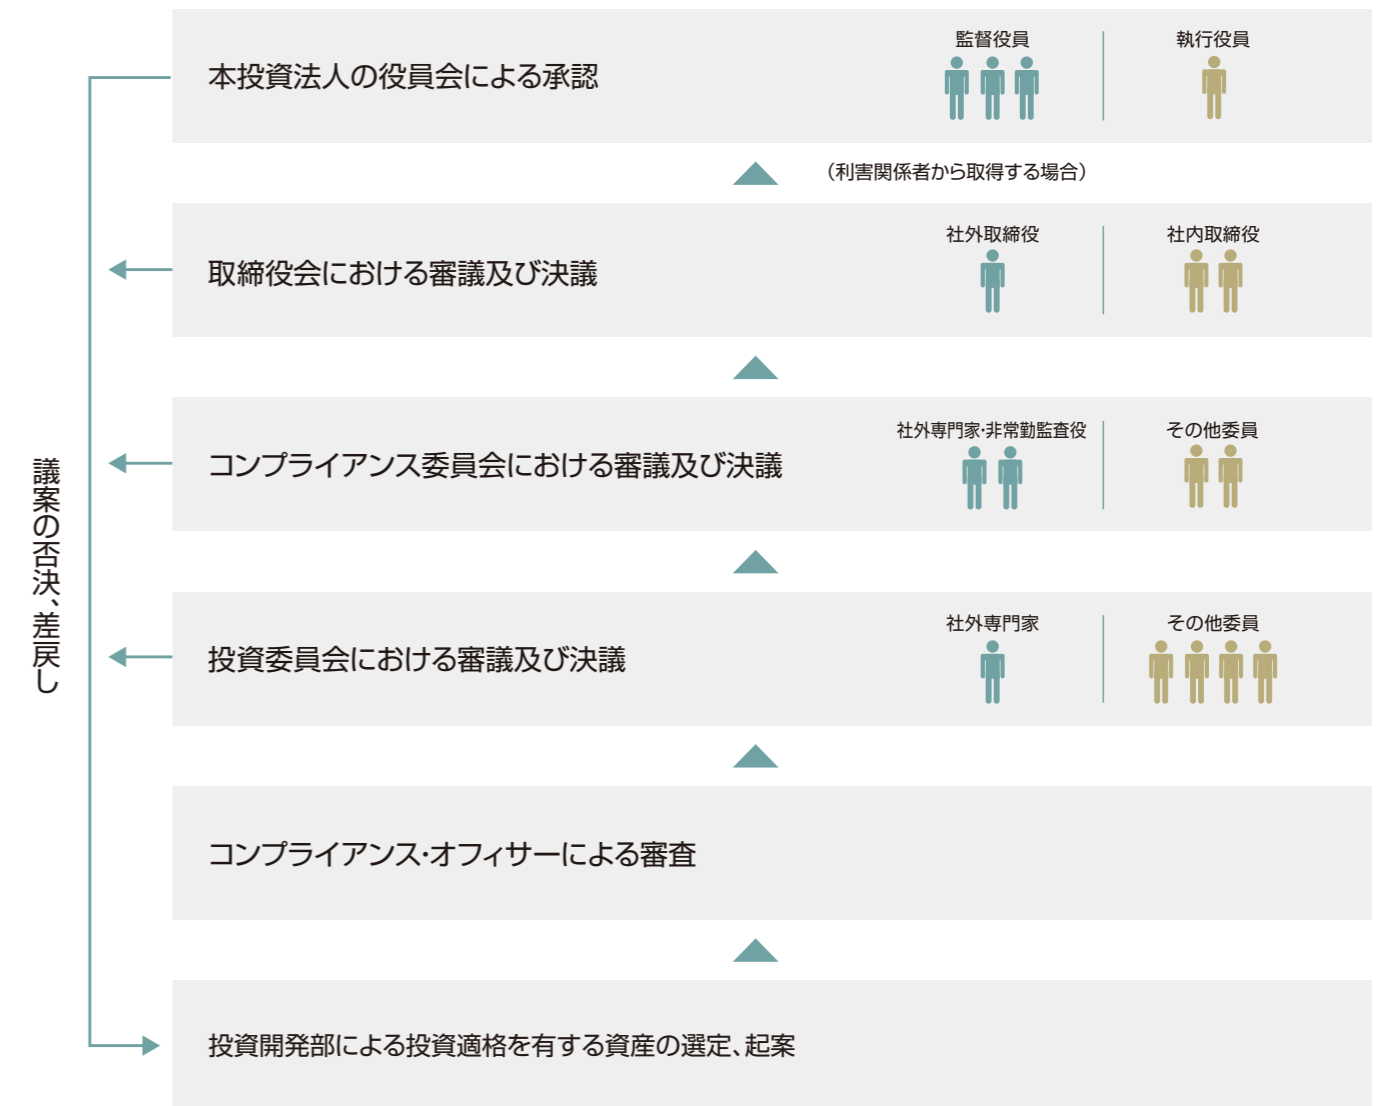 監督役員
執行役員
本投資法人の役員会による承認
(利害関係者から取得する場合)
社外取締役
社内取締役
取締役会における審議及び決議
社外専門家・非常勤監査役
その他委員
コンプライアンス委員会における審議及び決議
議案の否決、差戻し
社外専門家
その他委員
投資委員会における審議及び決議
コンプライアンス・オフィサーによる審査
投資開発部による投資適格を有する資産の選定、起案